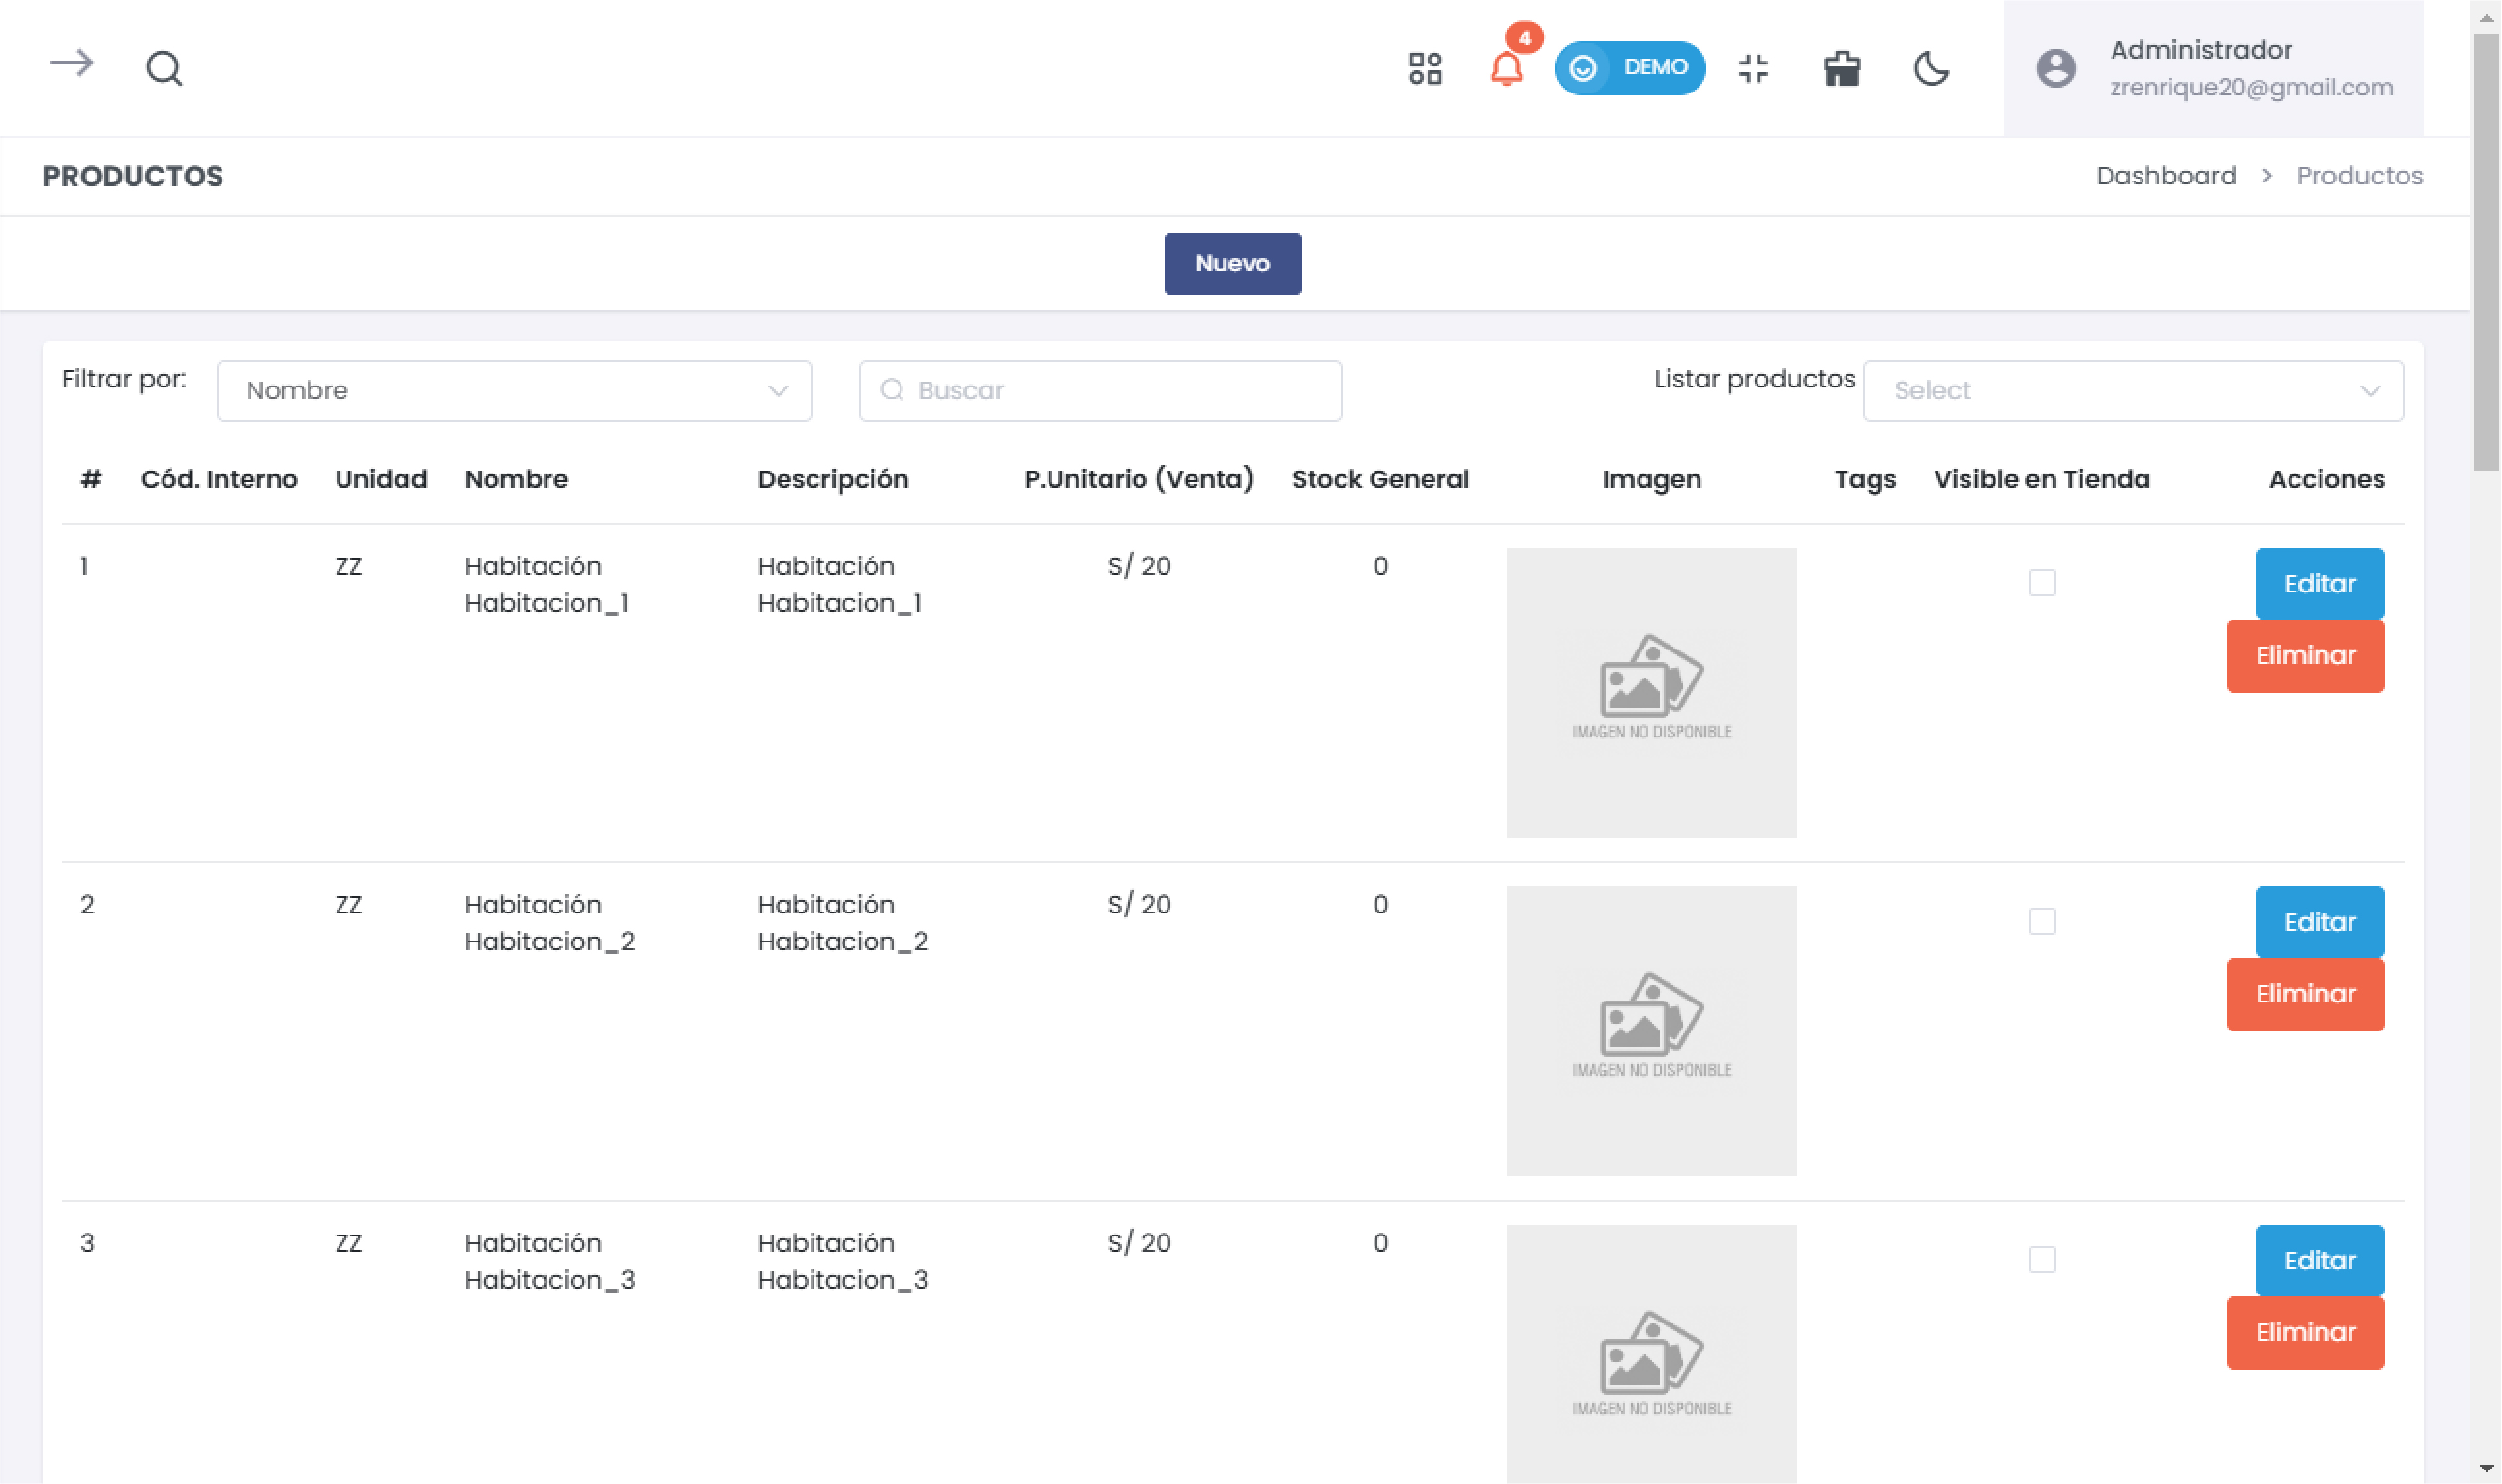 4
DEMO
Administrador
zrenrique20@gmail.com
PRODUCTOS
Dashboard > Productos
Nuevo
Filtrar por: Nombre Buscar Listar productos Select
# Cód. Interno Unidad Nombre Descripción P.Unitario (Venta) Stock General Imagen Tags Visible en Tienda Acciones
1 ZZ Habitación Habitación S/ 20 0 Editar
Habitacion_1 Habitacion_1
Eliminar
IMAGEN NO DISPONIBLE
2 ZZ Habitación Habitación S/ 20 0 Editar
Habitacion_2 Habitacion_2
Eliminar
IMAGEN NO DISPONIBLE
3 ZZ Habitación Habitación S/ 20 0 Editar
Habitacion_3 Habitacion_3
Eliminar
IMAGEN NO DISPONIBLE